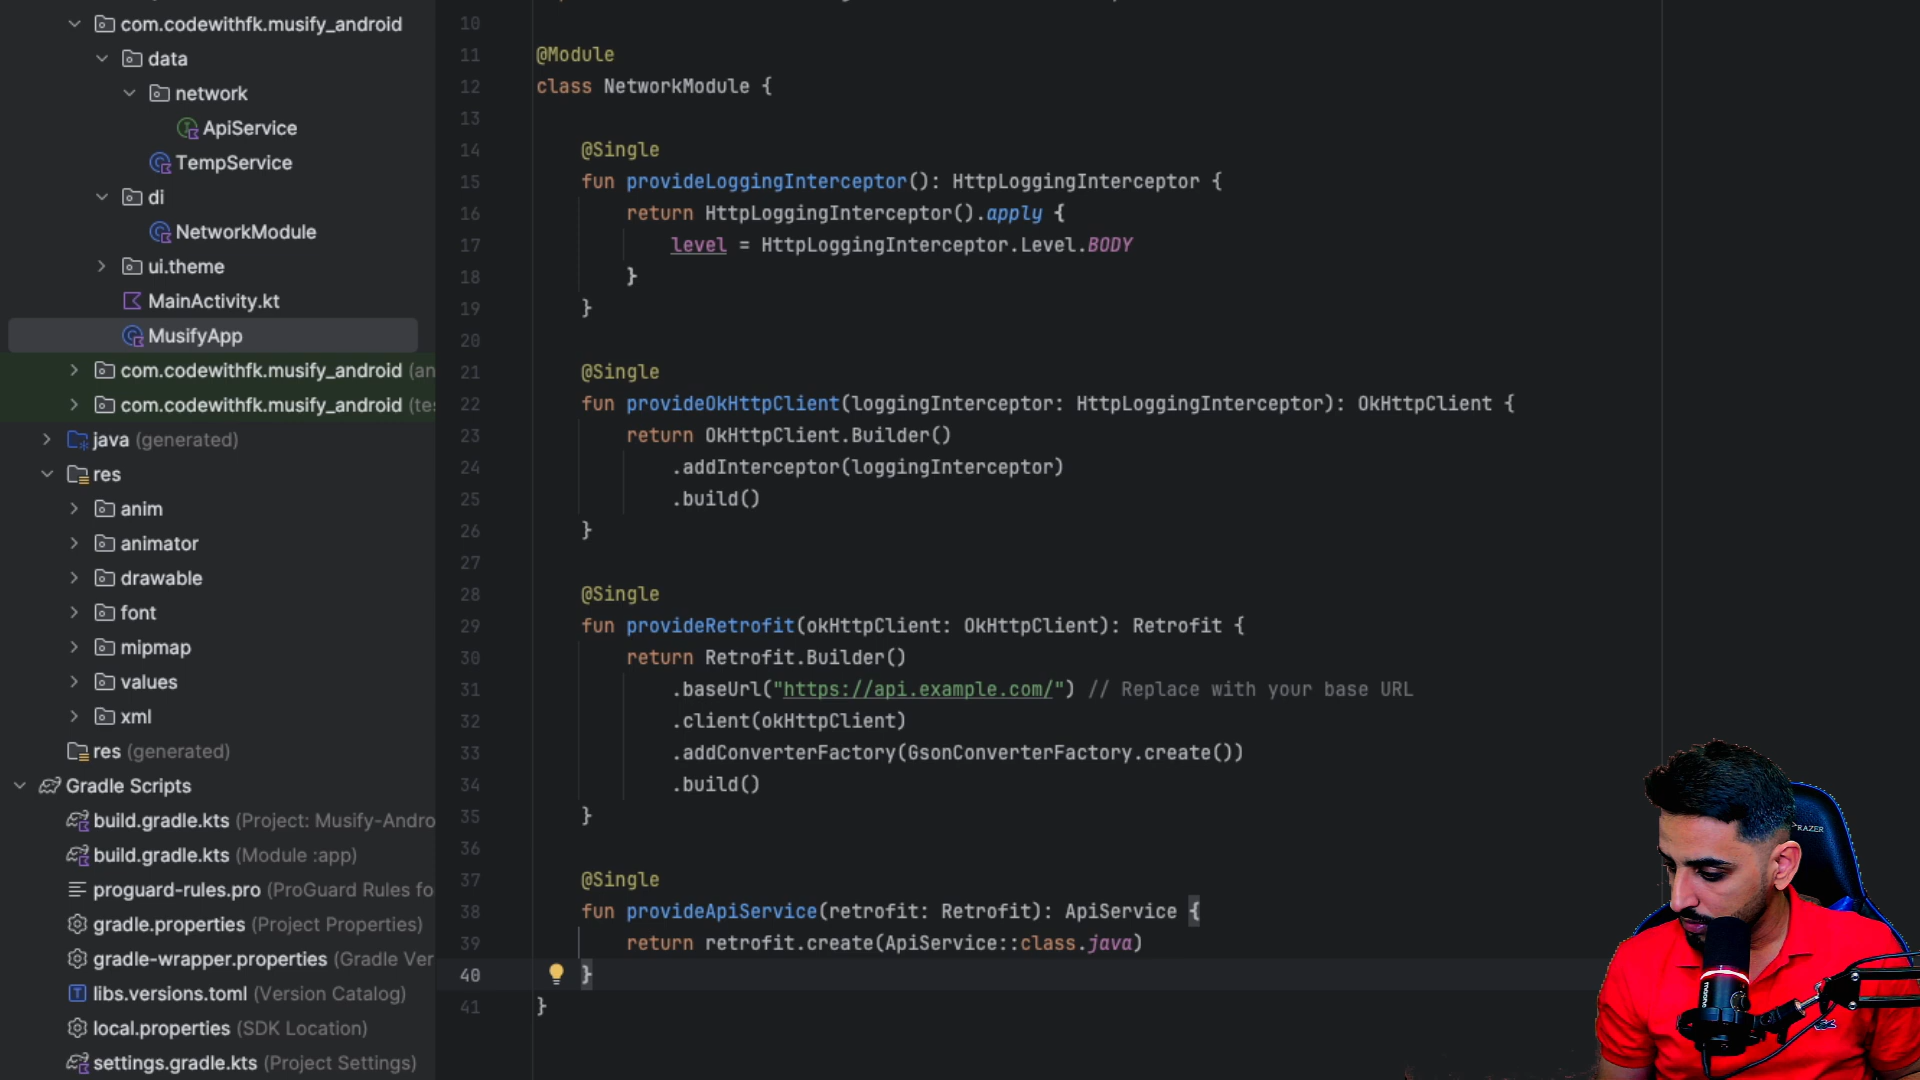 com.codewithfk.musify_android
data
network
ApiService
TempService
di
NetworkModule
ui.theme
MainActivity.kt
MusifyApp
com.codewithfk.musify_android (an
com.codewithfk.musify_android (tes
java (generated)
res
anim
animator
drawable
font
mipmap
values
xml
res (generated)
Gradle Scripts
build.gradle.kts (Project: Musify-Andro
build.gradle.kts (Module :app)
proguard-rules.pro (ProGuard Rules fo
gradle.properties (Project Properties)
gradle-wrapper.properties (Gradle Ver
libs.versions.toml (Version Catalog)
local.properties (SDK Location)
settings.gradle.kts (Project Settings)
10
11 @Module
12 class NetworkModule {
13
14 @Single
15 fun provideLoggingInterceptor(): HttpLoggingInterceptor {
16 return HttpLoggingInterceptor().apply {
17 level = HttpLoggingInterceptor.Level.BODY
18 }
19 }
20
21 @Single
22 fun provideOkHttpClient(loggingInterceptor: HttpLoggingInterceptor): OkHttpClient {
23 return OkHttpClient.Builder()
24 .addInterceptor(loggingInterceptor)
25 .build()
26 }
27
28 @Single
29 fun provideRetrofit(okHttpClient: OkHttpClient): Retrofit {
30 return Retrofit.Builder()
31 .baseUrl("https://api.example.com/") // Replace with your base URL
32 .client(okHttpClient)
33 .addConverterFactory(GsonConverterFactory.create())
34 .build()
35 }
36
37 @Single
38 fun provideApiService(retrofit: Retrofit): ApiService {
39 return retrofit.create(ApiService::class.java)
40 }
41 }
RAZER